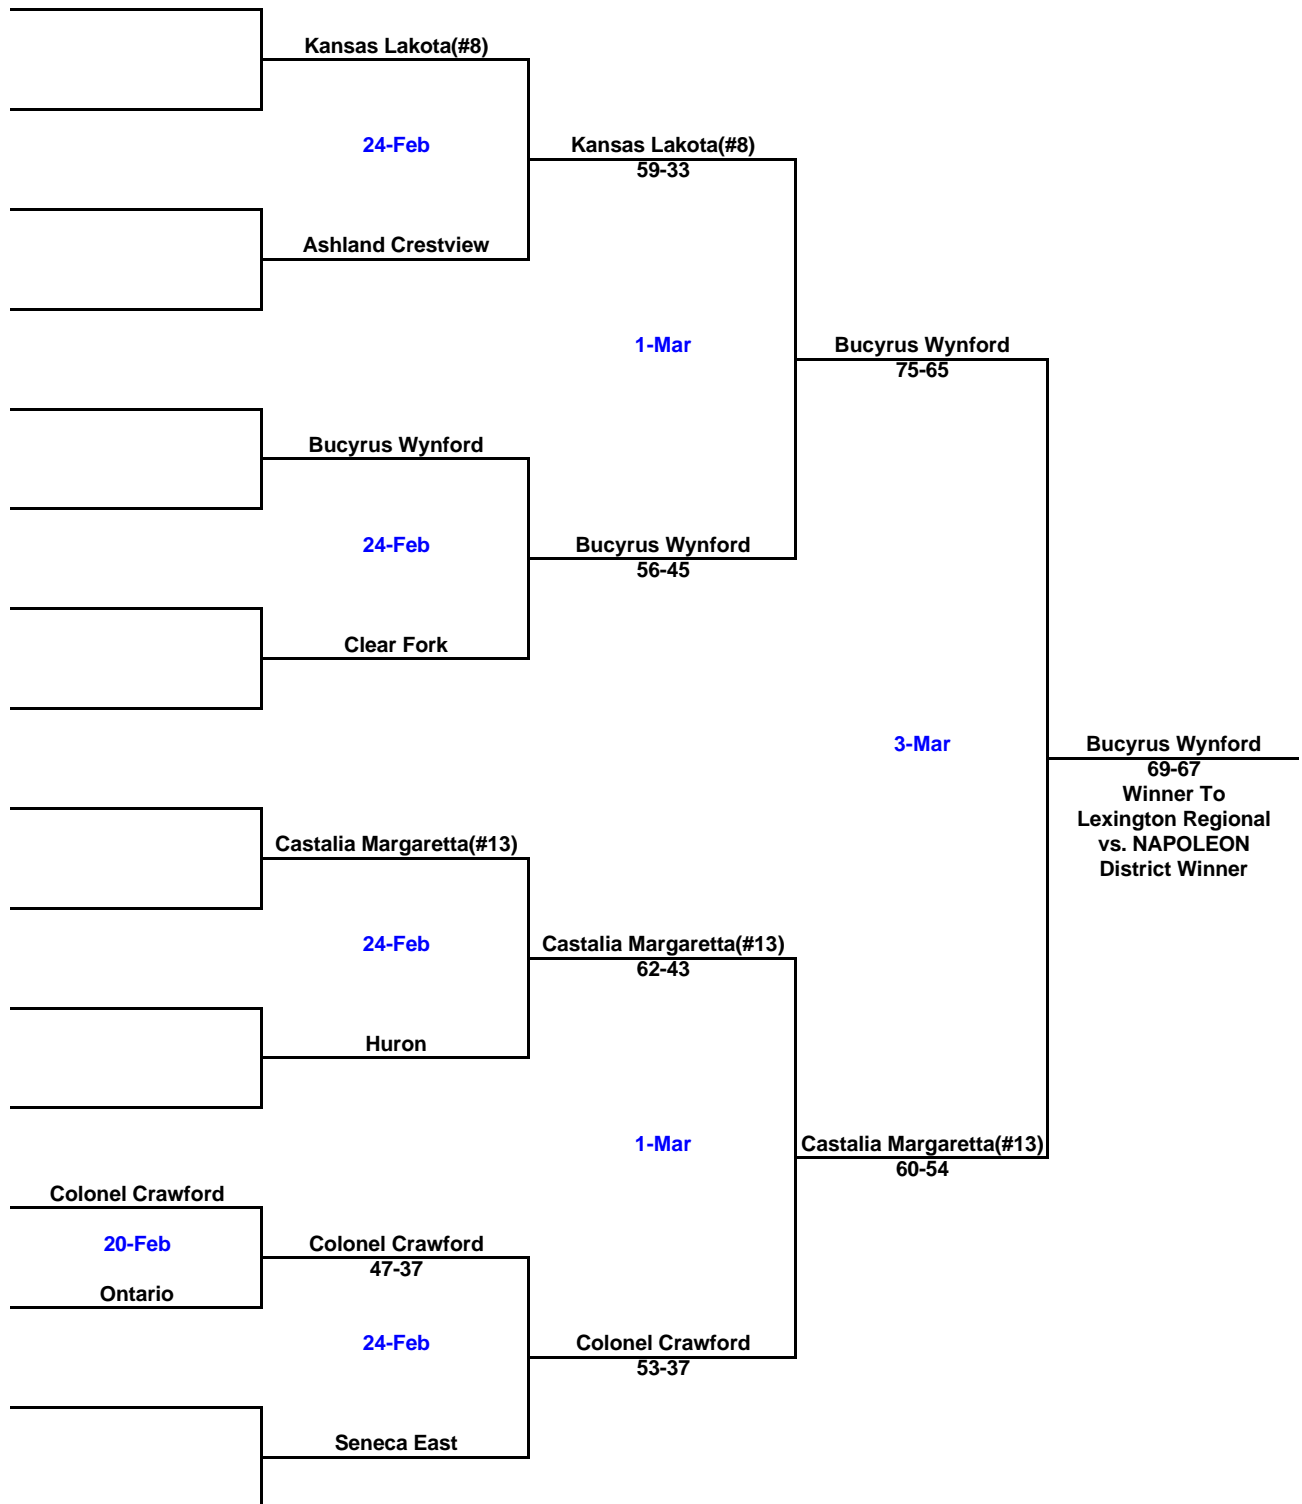 Kansas Lakota(#8)
24-Feb
Kansas Lakota(#8)
59-33
Ashland Crestview
1-Mar
Bucyrus Wynford
75-65
Bucyrus Wynford
24-Feb
Bucyrus Wynford
56-45
Clear Fork
3-Mar
Bucyrus Wynford
69-67
Winner To
Lexington Regional
vs. NAPOLEON
District Winner
Castalia Margaretta(#13)
24-Feb
Castalia Margaretta(#13)
62-43
Huron
1-Mar
Castalia Margaretta(#13)
60-54
Colonel Crawford
20-Feb
Colonel Crawford
47-37
Ontario
24-Feb
Colonel Crawford
53-37
Seneca East